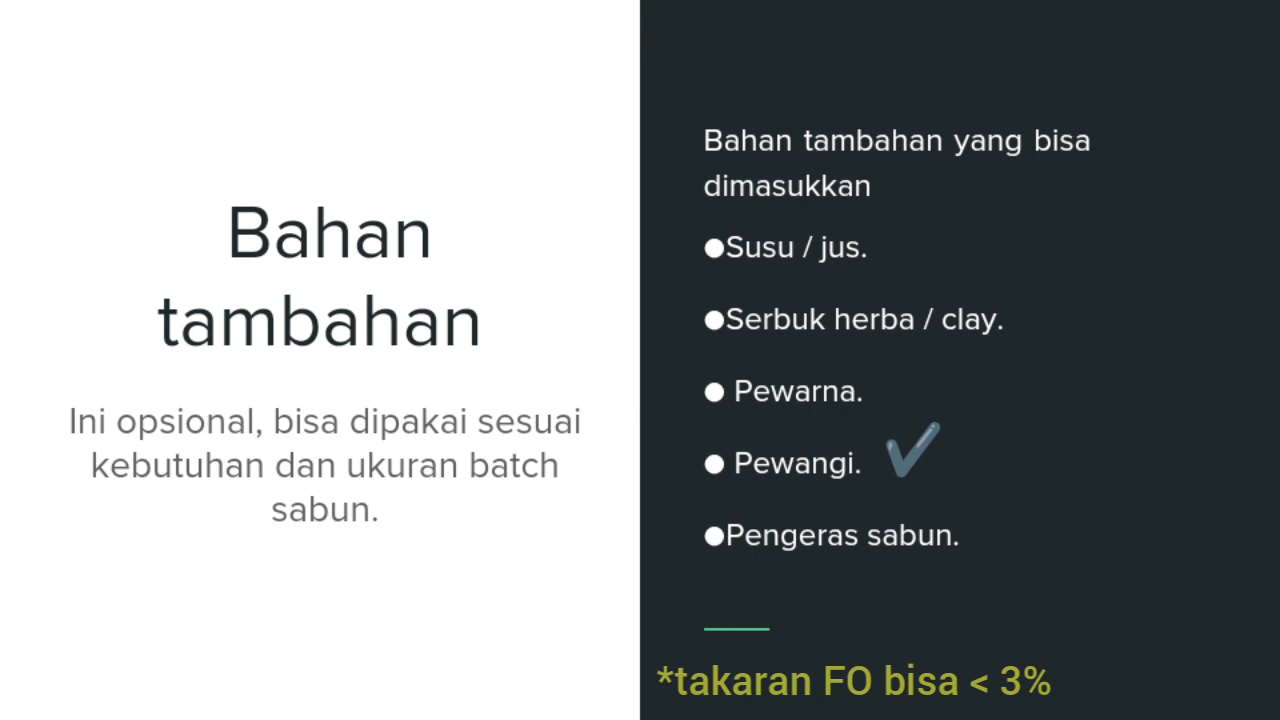 Bahan
tambahan
Ini opsional, bisa dipakai sesuai
kebutuhan dan ukuran batch
sabun.
Bahan tambahan yang bisa
dimasukkan
●Susu / jus.
●Serbuk herba / clay.
● Pewarna.
● Pewangi. ✔
●Pengeras sabun.
*takaran FO bisa < 3%